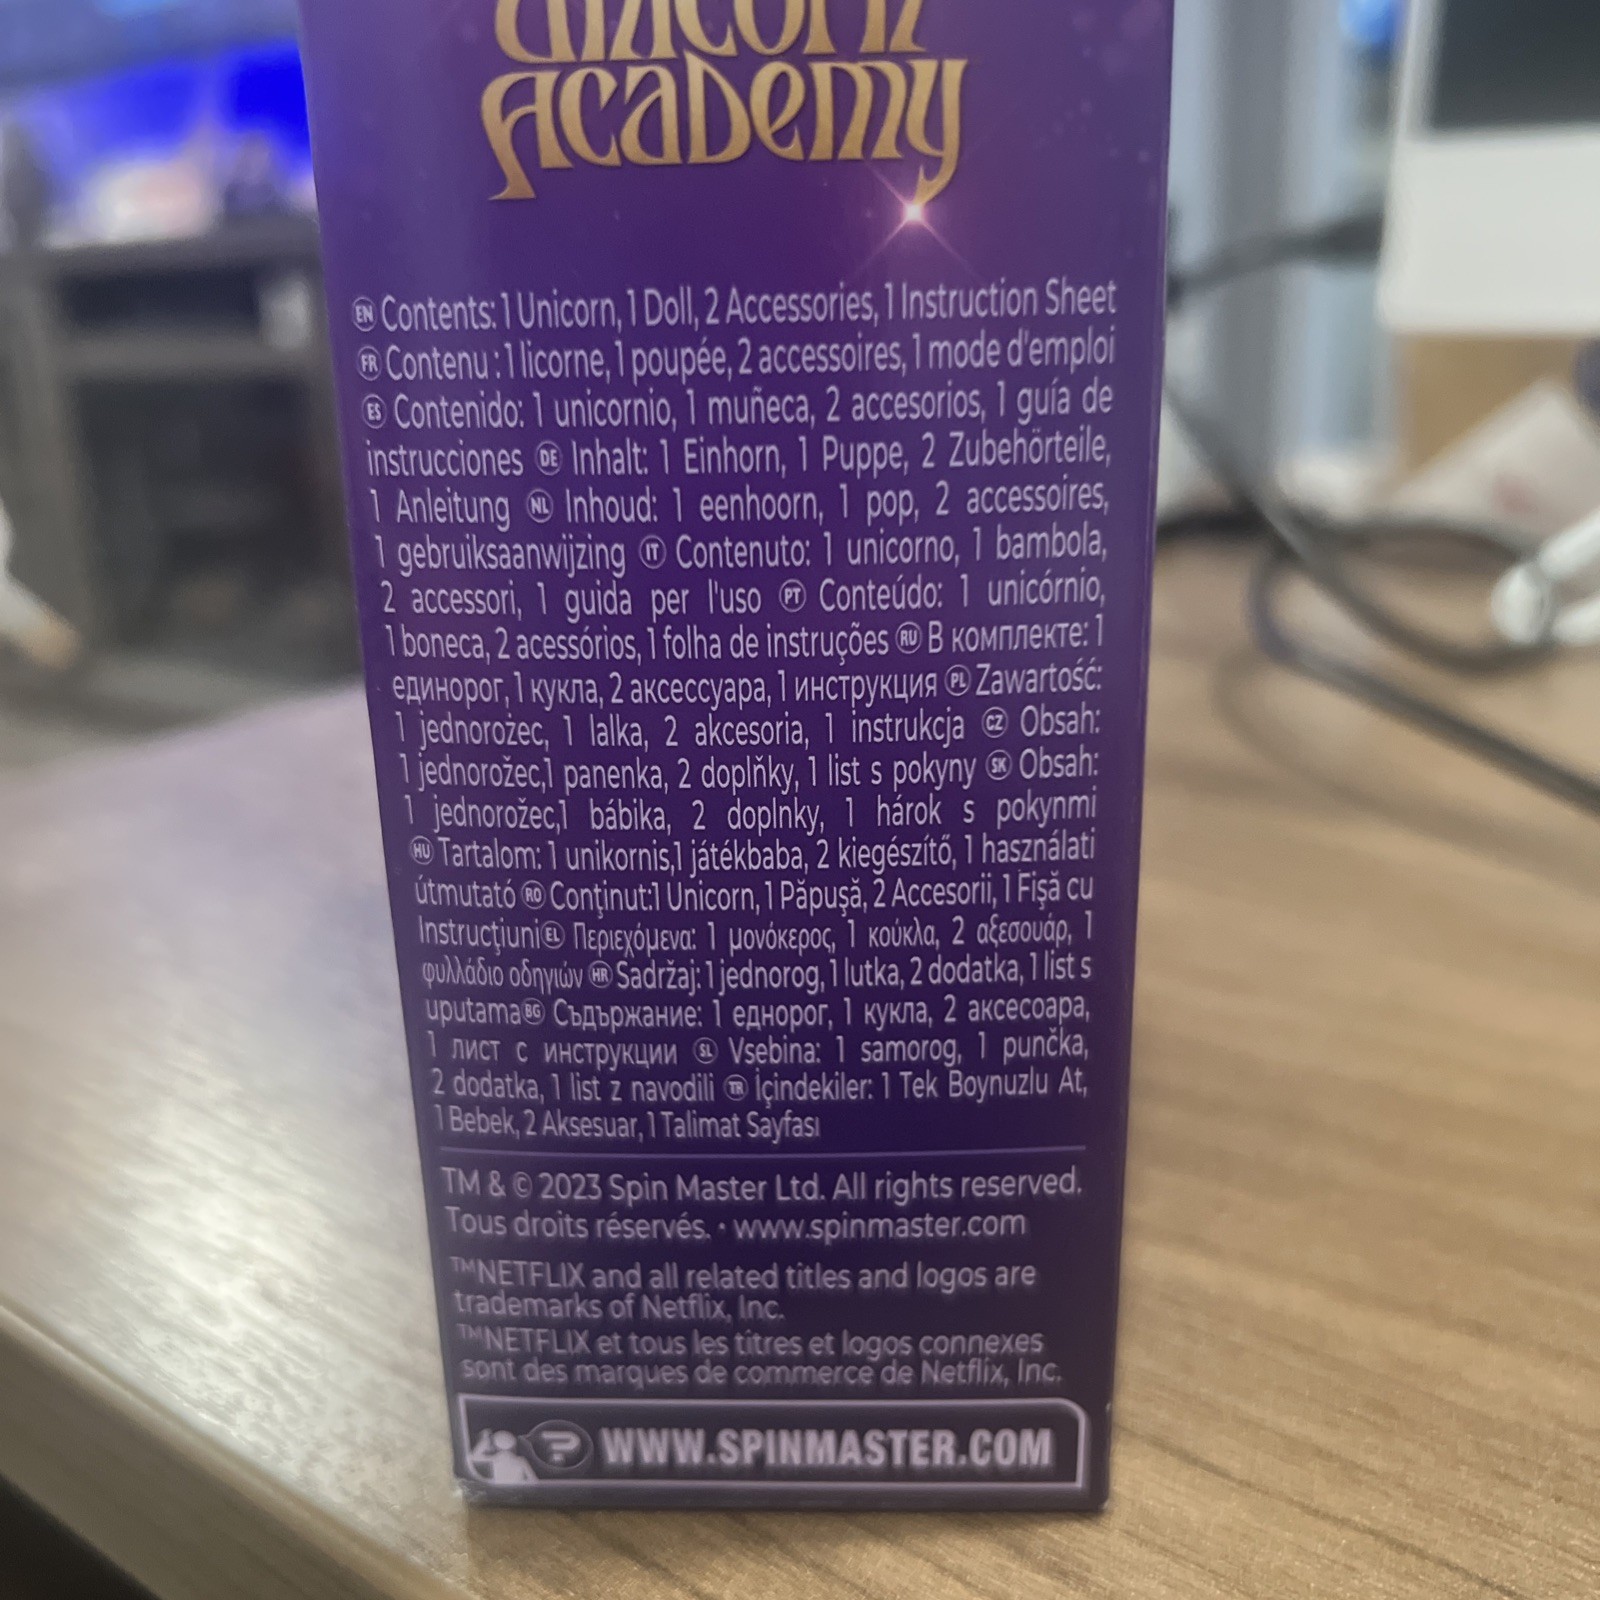 Unicorn
Academy
EN Contents: 1 Unicorn, 1 Doll, 2 Accessories, 1 Instruction Sheet
FR Contenu : 1 licorne, 1 poupée, 2 accessoires, 1 mode d'emploi
ES Contenido: 1 unicornio, 1 muñeca, 2 accesorios, 1 guía de
instrucciones DE Inhalt: 1 Einhorn, 1 Puppe, 2 Zubehörteile,
1 Anleitung NL Inhoud: 1 eenhoorn, 1 pop, 2 accessoires,
1 gebruiksaanwijzing IT Contenuto: 1 unicorno, 1 bambola,
2 accessori, 1 guida per l'uso PT Conteúdo: 1 unicórnio,
1 boneca, 2 acessórios, 1 folha de instruções RU В комплекте: 1
единорог, 1 кукла, 2 аксессуара, 1 инструкция PL Zawartość:
1 jednorożec, 1 lalka, 2 akcesoria, 1 instrukcja CZ Obsah:
1 jednorožec,1 panenka, 2 doplňky, 1 list s pokyny SK Obsah:
1 jednorožec,1 bábika, 2 doplnky, 1 hárok s pokynmi
HU Tartalom: 1 unikornis,1 játékbaba, 2 kiegészítő, 1 használati
útmutató RO Conţinut:1 Unicorn, 1 Păpuşă, 2 Accesorii, 1 Fişă cu
Instrucţiuni EL Περιεχόμενα: 1 μονόκερος, 1 κούκλα, 2 αξεσουάρ, 1
φυλλάδιο οδηγιών HR Sadržaj: 1 jednorog, 1 lutka, 2 dodatka, 1 list s
uputama BG Съдържание: 1 еднорог, 1 кукла, 2 аксесоара,
1 лист с инструкции SL Vsebina: 1 samorog, 1 punčka,
2 dodatka, 1 list z navodili TR İçindekiler: 1 Tek Boynuzlu At,
1 Bebek, 2 Aksesuar, 1 Talimat Sayfası
TM & © 2023 Spin Master Ltd. All rights reserved.
Tous droits réservés. • www.spinmaster.com
™NETFLIX and all related titles and logos are
trademarks of Netflix, Inc.
™NETFLIX et tous les titres et logos connexes
sont des marques de commerce de Netflix, Inc.
? WWW.SPINMASTER.COM